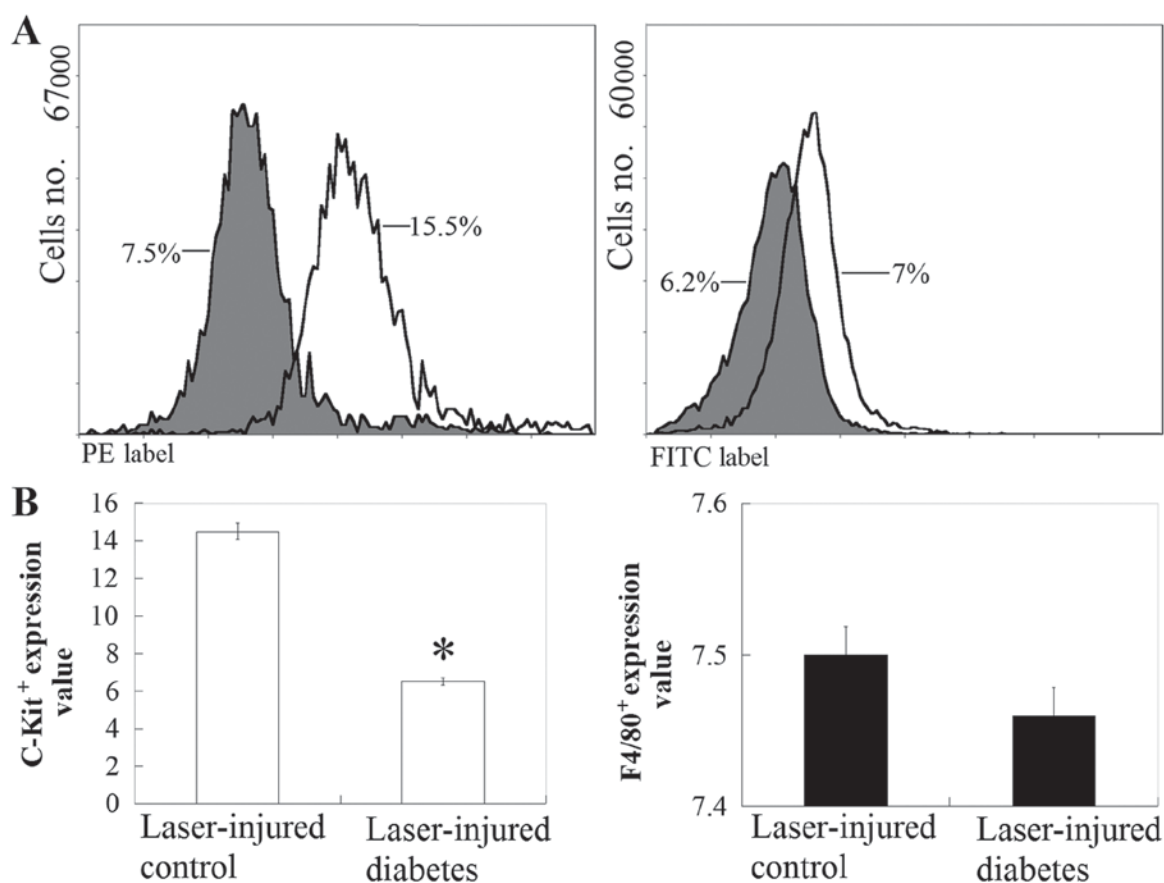 A
Cells no. 67000
7.5%
15.5%
PE label
Cells no. 60000
6.2%
7%
FITC label
B
C-Kit⁺ expression
value
16
14
12
10
8
6
4
2
0
*
Laser-injured
control
Laser-injured
diabetes
F4/80⁺ expression
value
7.6
7.5
7.4
Laser-injured
control
Laser-injured
diabetes